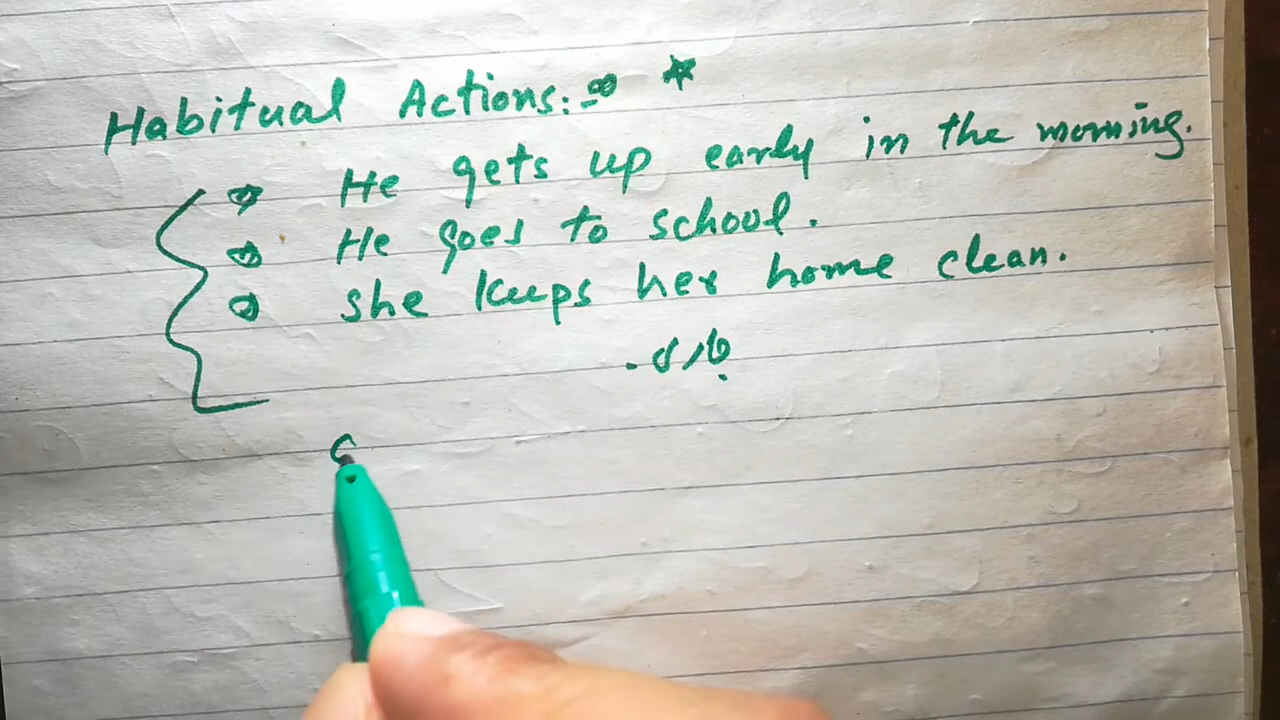 Habitual Actions:-
He gets up early in the morning.
He goes to school.
she keeps her home clean.